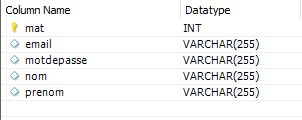 Column Name Datatype
mat INT
email VARCHAR(255)
motdepasse VARCHAR(255)
nom VARCHAR(255)
prenom VARCHAR(255)